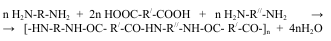 n H₂N-R-NH₂ + 2n HOOC-R′-COOH + n H₂N-R″-NH₂ →
→ [-HN-R-NH-OC- R′-CO-HN-R″-NH-OC- R′-CO-]ₙ + 4nH₂O